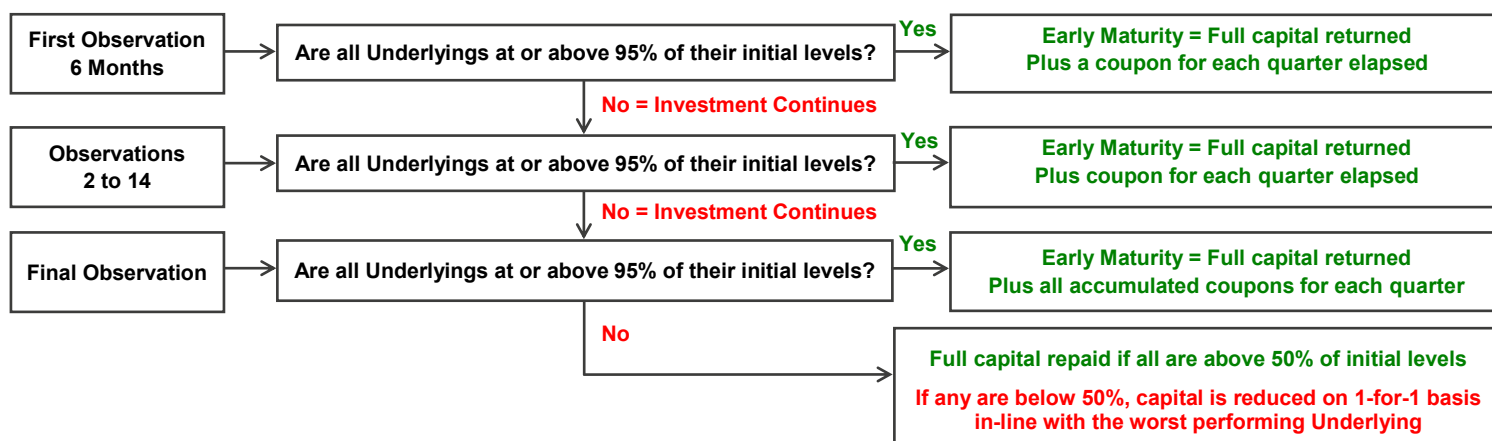 First Observation
6 Months
Are all Underlyings at or above 95% of their initial levels?
Yes
Early Maturity = Full capital returned
Plus a coupon for each quarter elapsed
No = Investment Continues
Observations
2 to 14
Are all Underlyings at or above 95% of their initial levels?
Yes
Early Maturity = Full capital returned
Plus coupon for each quarter elapsed
No = Investment Continues
Final Observation
Are all Underlyings at or above 95% of their initial levels?
Yes
Early Maturity = Full capital returned
Plus all accumulated coupons for each quarter
No
Full capital repaid if all are above 50% of initial levels
If any are below 50%, capital is reduced on 1-for-1 basis
in-line with the worst performing Underlying